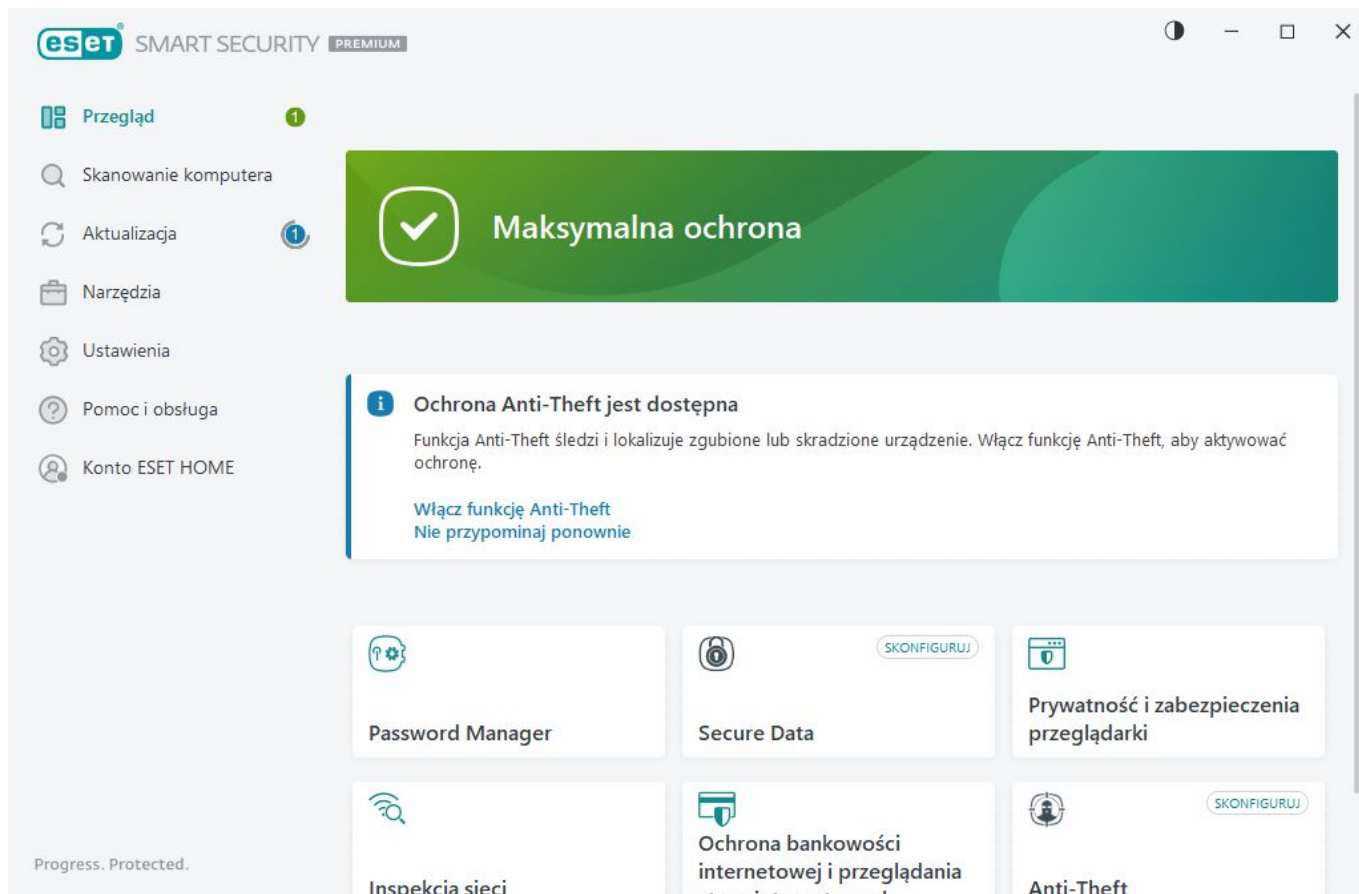 eset® SMART SECURITY PREMIUM
Przegląd 1
Skanowanie komputera
Aktualizacja 1
Narzędzia
Ustawienia
Pomoc i obsługa
Konto ESET HOME
Maksymalna ochrona
Ochrona Anti-Theft jest dostępna
Funkcja Anti-Theft śledzi i lokalizuje zgubione lub skradzione urządzenie. Włącz funkcję Anti-Theft, aby aktywować
ochronę.
Włącz funkcję Anti-Theft
Nie przypominaj ponownie
Password Manager
SKONFIGURUJ
Secure Data
Prywatność i zabezpieczenia
przeglądarki
Inspekcja sieci
Ochrona bankowości
internetowej i przeglądania
SKONFIGURUJ
Anti-Theft
Progress. Protected.